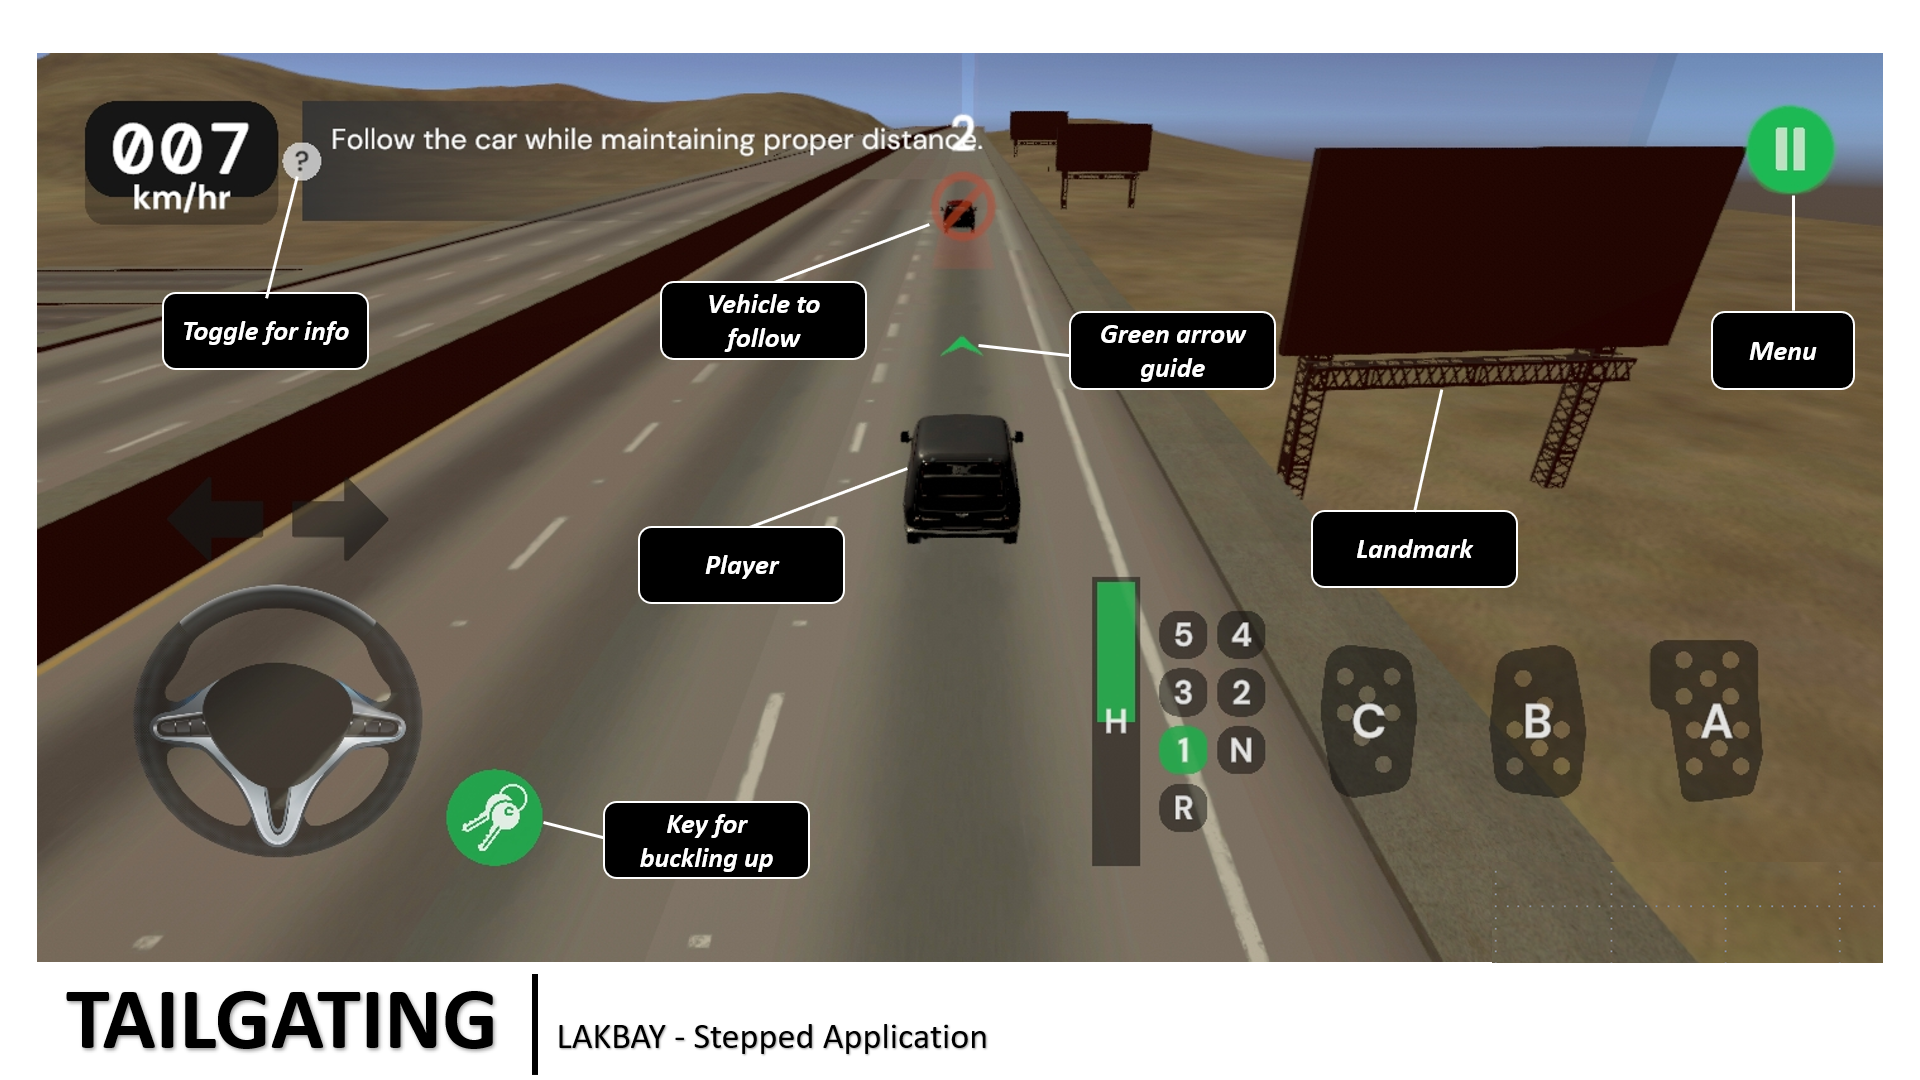 007
km/hr
?
Follow the car while maintaining proper distance.
2
Toggle for info
Vehicle to
follow
Green arrow
guide
Menu
Player
Landmark
5 4
3 2
H
1 N
R
C
B
A
Key for
buckling up
TAILGATING
LAKBAY - Stepped Application